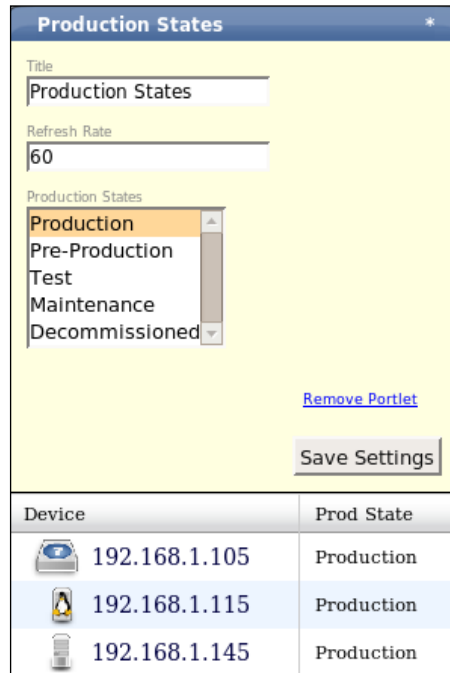 Production States *
Title
Production States
Refresh Rate
60
Production States
Production
Pre-Production
Test
Maintenance
Decommissioned
Remove Portlet
Save Settings
Device Prod State
192.168.1.105 Production
192.168.1.115 Production
192.168.1.145 Production